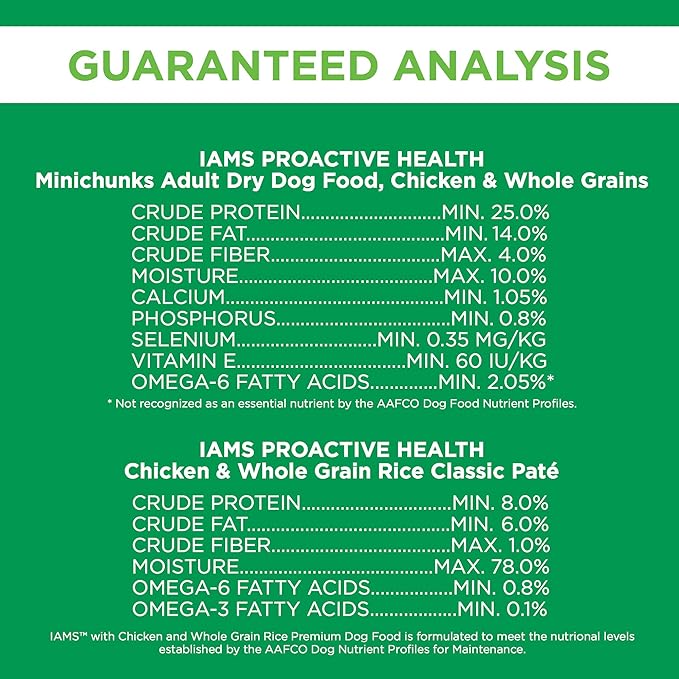 GUARANTEED ANALYSIS
IAMS PROACTIVE HEALTH
Minichunks Adult Dry Dog Food, Chicken & Whole Grains
CRUDE PROTEIN..............................MIN. 25.0%
CRUDE FAT..........................................MIN. 14.0%
CRUDE FIBER....................................MAX. 4.0%
MOISTURE..........................................MAX. 10.0%
CALCIUM.............................................MIN. 1.05%
PHOSPHORUS....................................MIN. 0.8%
SELENIUM..............................MIN. 0.35 MG/KG
VITAMIN E....................................MIN. 60 IU/KG
OMEGA-6 FATTY ACIDS..............MIN. 2.05%*
* Not recognized as an essential nutrient by the AAFCO Dog Food Nutrient Profiles.
IAMS PROACTIVE HEALTH
Chicken & Whole Grain Rice Classic Paté
CRUDE PROTEIN................................MIN. 8.0%
CRUDE FAT...........................................MIN. 6.0%
CRUDE FIBER......................................MAX. 1.0%
MOISTURE..........................................MAX. 78.0%
OMEGA-6 FATTY ACIDS..................MIN. 0.8%
OMEGA-3 FATTY ACIDS..................MIN. 0.1%
IAMS™ with Chicken and Whole Grain Rice Premium Dog Food is formulated to meet the nutrional levels
established by the AAFCO Dog Nutrient Profiles for Maintenance.